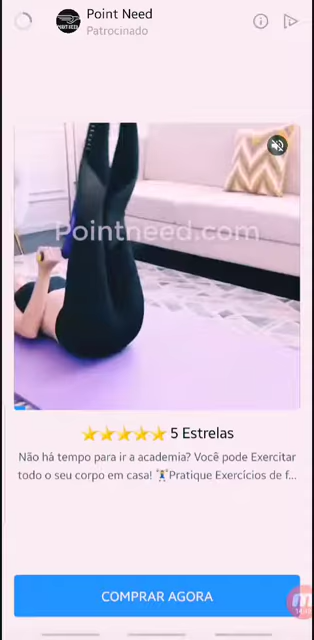 Point Need
Patrocinado
Pointneed.com
⭐⭐⭐⭐⭐ 5 Estrelas
Não há tempo para ir a academia? Você pode Exercitar
todo o seu corpo em casa! 🏋️Pratique Exercícios de f...
COMPRAR AGORA